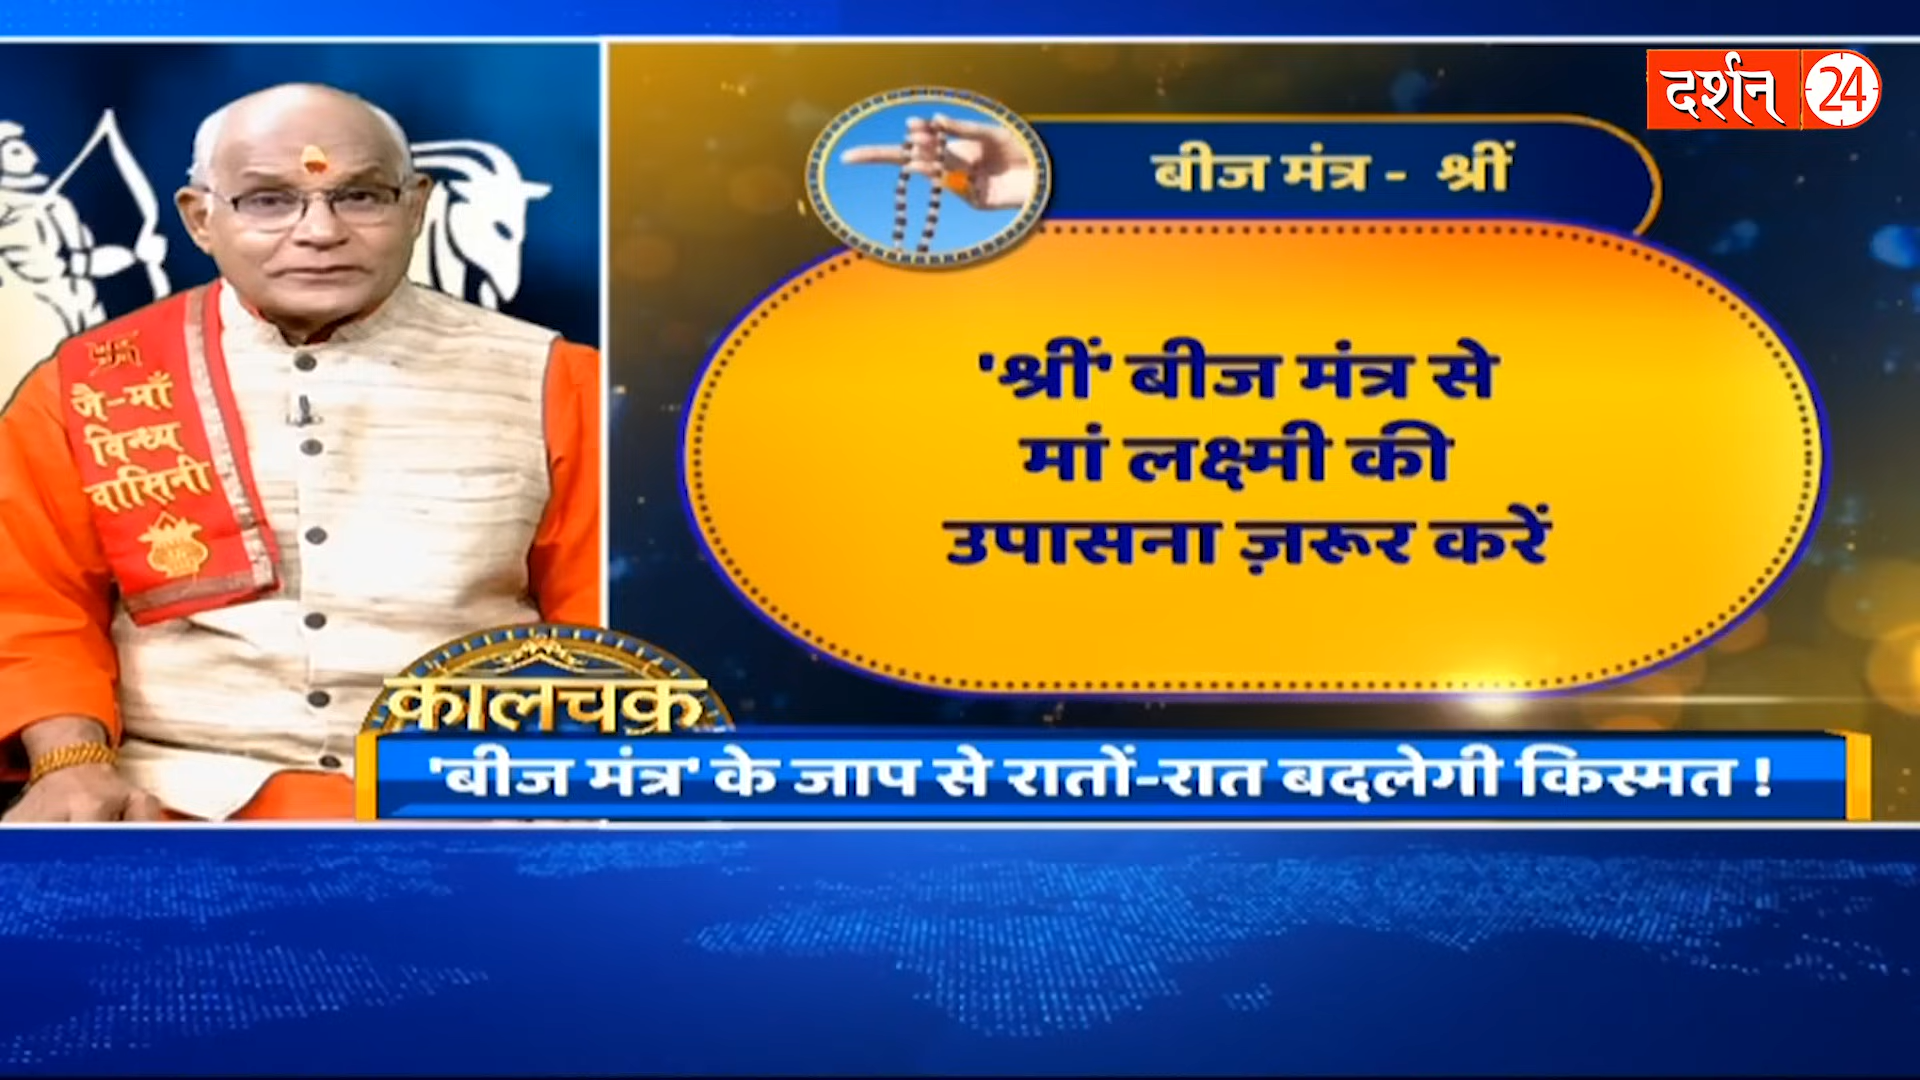 दर्शन 24
बीज मंत्र - श्रीं
'श्रीं' बीज मंत्र से
मां लक्ष्मी की
उपासना ज़रूर करें
जै-माँ
विन्ध्य
वासिनी
कालचक्र
'बीज मंत्र' के जाप से रातों-रात बदलेगी किस्मत !